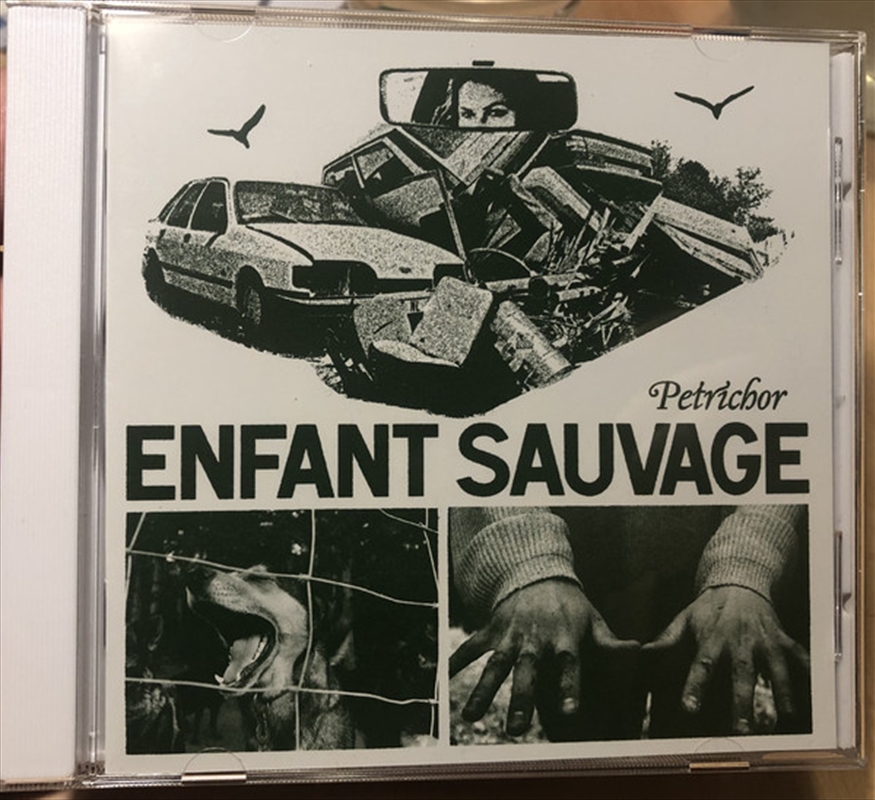 Petrichor
ENFANT SAUVAGE